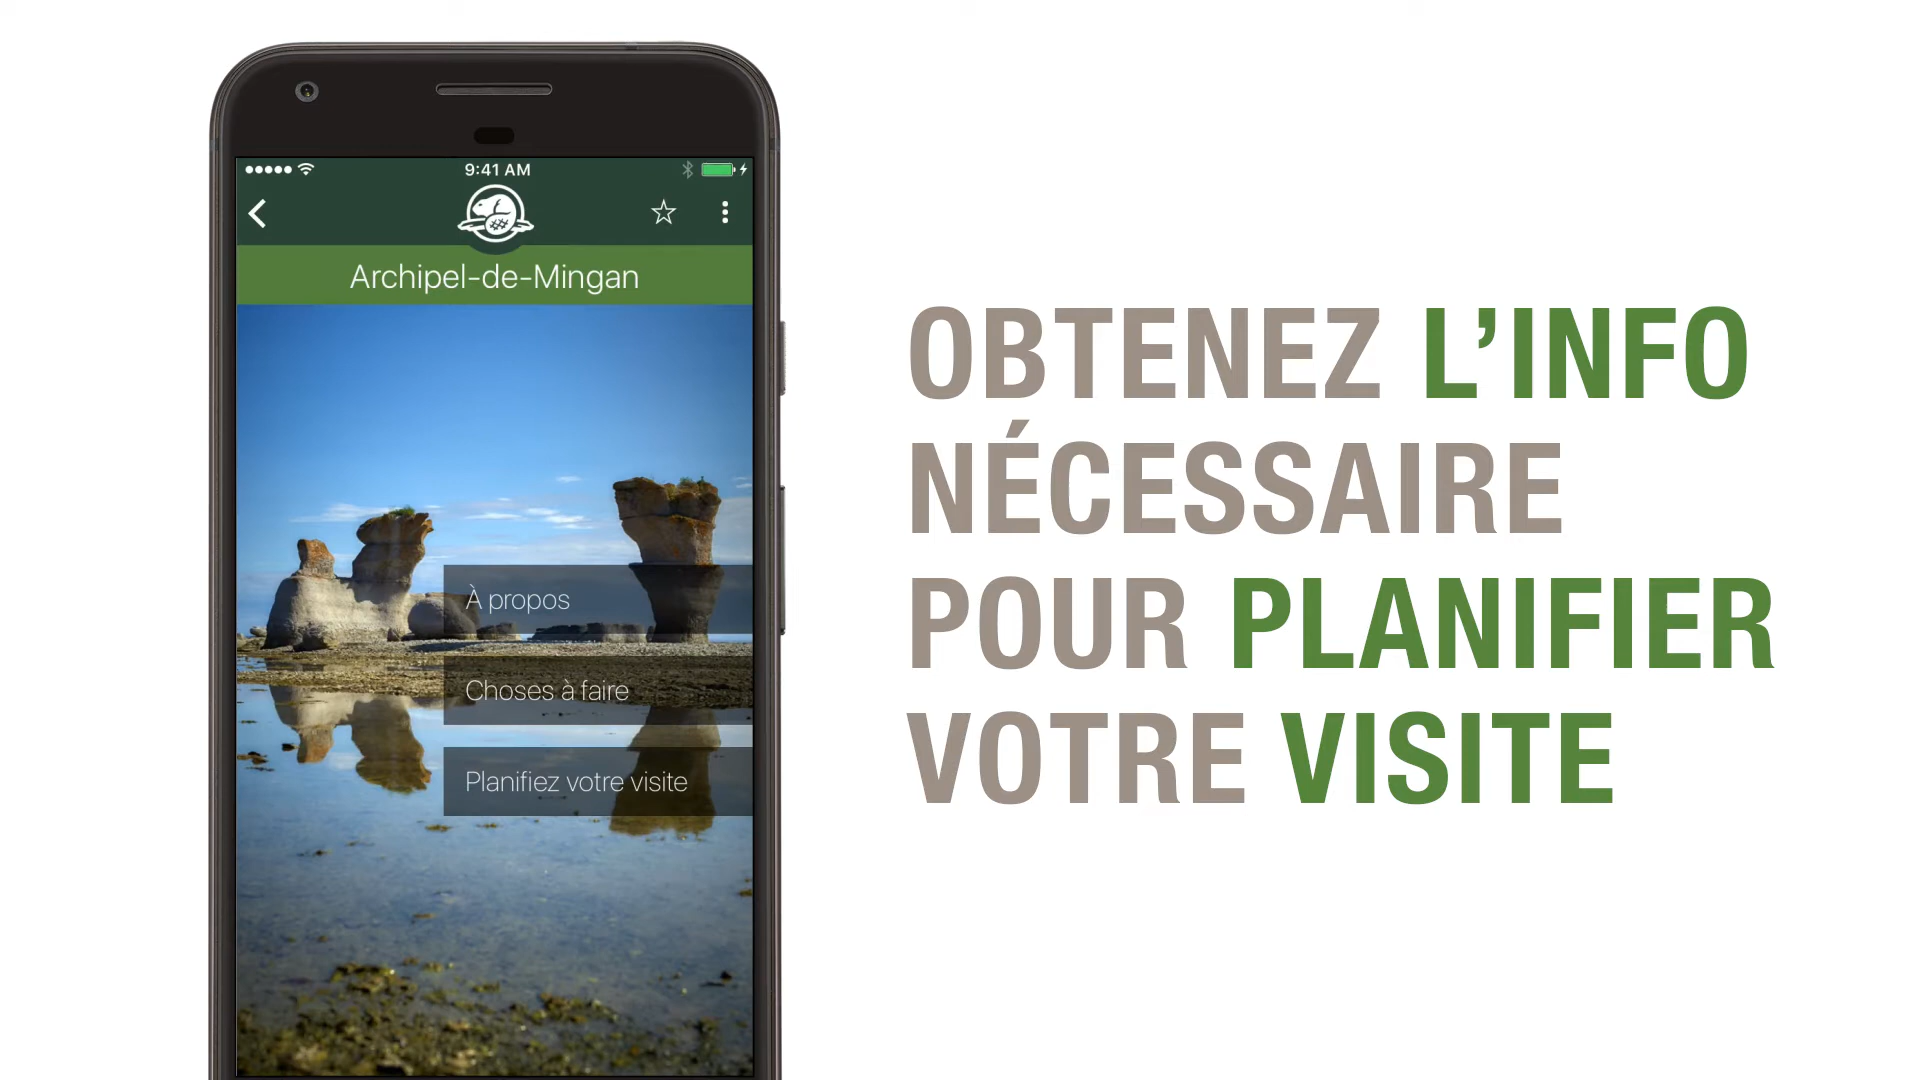 9:41 AM
Archipel-de-Mingan
À propos
Choses à faire
Planifiez votre visite
OBTENEZ L’INFO
NÉCESSAIRE
POUR PLANIFIER
VOTRE VISITE